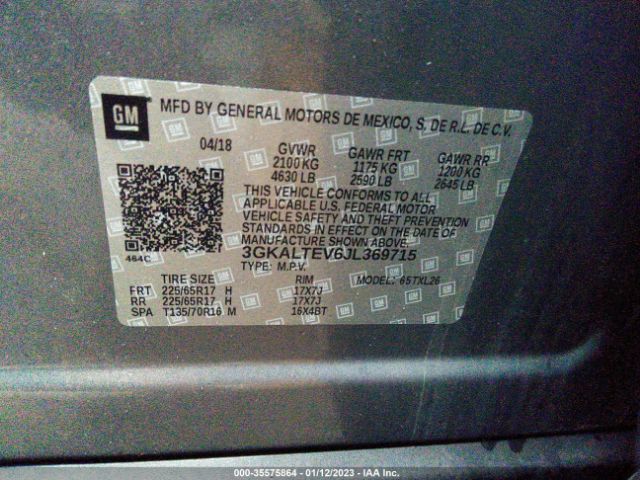 GM
MFD BY GENERAL MOTORS DE MEXICO, S. DE R.L. DE C.V.
04/18 GVWR GAWR FRT GAWR RR
2100 KG 1175 KG 1200 KG
4630 LB 2590 LB 2645 LB
THIS VEHICLE CONFORMS TO ALL
APPLICABLE U.S. FEDERAL MOTOR
VEHICLE SAFETY AND THEFT PREVENTION
STANDARDS IN EFFECT ON THE DATE OF
MANUFACTURE SHOWN ABOVE.
464C 3GKALTEV6JL369715
TYPE: M.P.V. MODEL: 65TXL26
TIRE SIZE RIM
FRT 225/65R17 H 17X7J
RR 225/65R17 H 17X7J
SPA T135/70R16 M 16X4BT
000-35575864 - 01/12/2023 - IAA Inc.